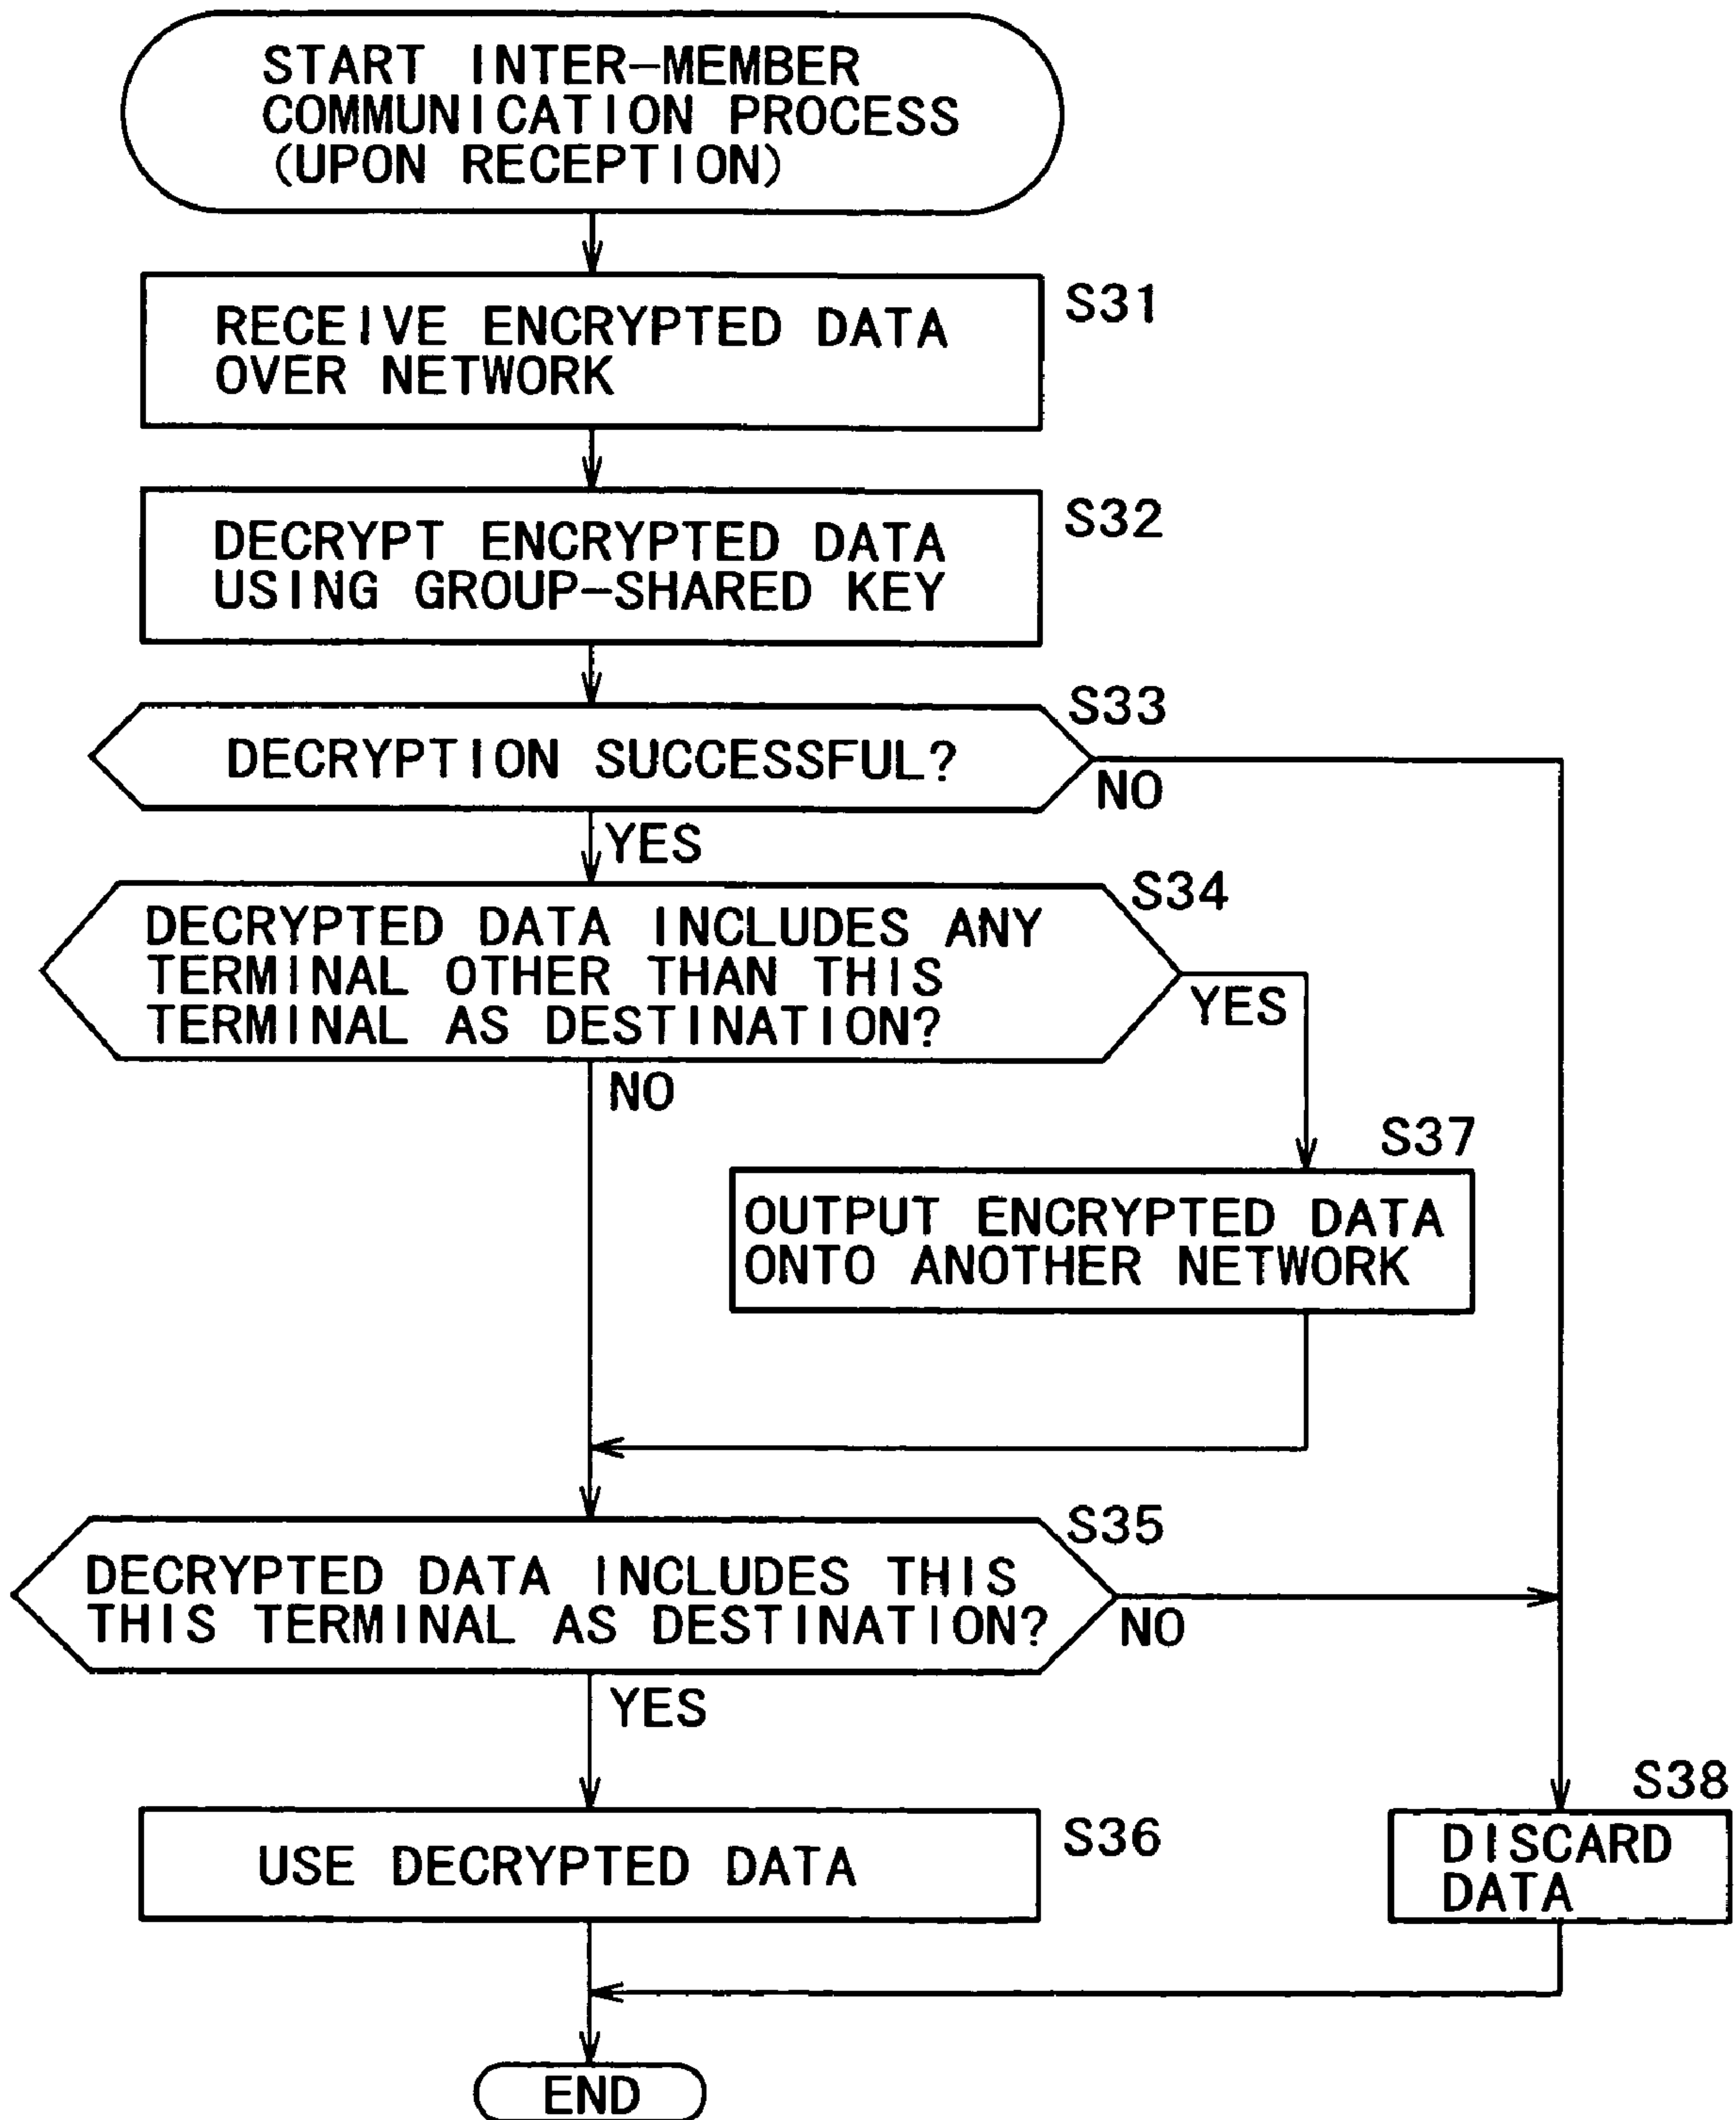 START INTER-MEMBER
COMMUNICATION PROCESS
(UPON RECEPTION)
S31
RECEIVE ENCRYPTED DATA
OVER NETWORK
S32
DECRYPT ENCRYPTED DATA
USING GROUP-SHARED KEY
S33
DECRYPTION SUCCESSFUL?
NO
YES
S34
DECRYPTED DATA INCLUDES ANY
TERMINAL OTHER THAN THIS
TERMINAL AS DESTINATION?
YES
NO
S37
OUTPUT ENCRYPTED DATA
ONTO ANOTHER NETWORK
S35
DECRYPTED DATA INCLUDES THIS
THIS TERMINAL AS DESTINATION?
NO
YES
S36
USE DECRYPTED DATA
S38
DISCARD
DATA
END